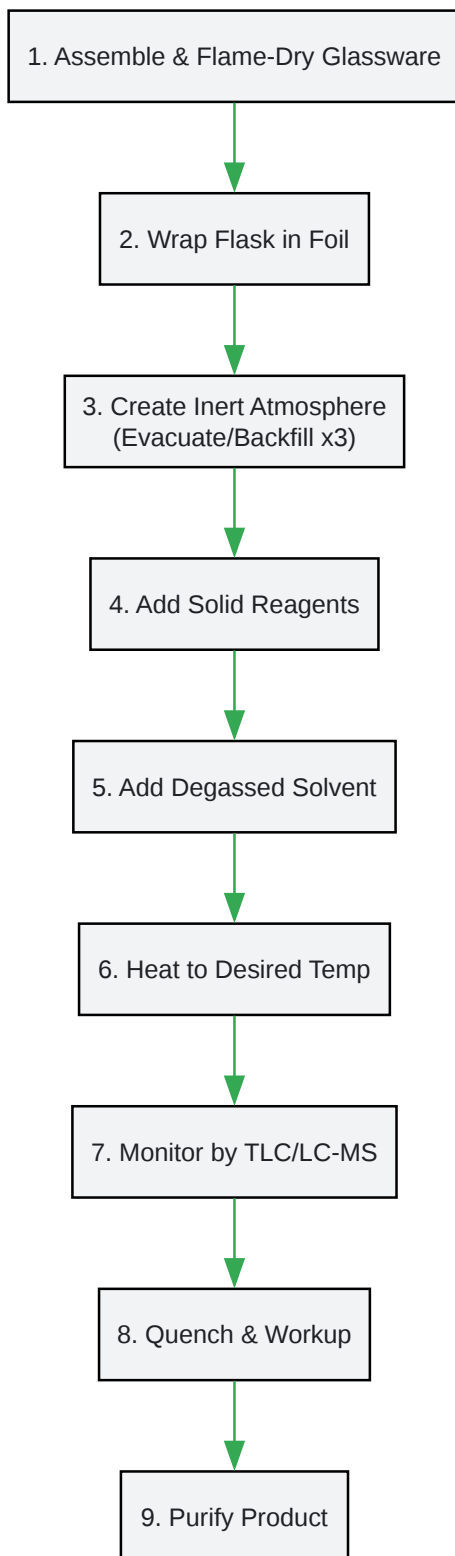 1. Assemble & Flame-Dry Glassware
2. Wrap Flask in Foil
3. Create Inert Atmosphere
(Evacuate/Backfill x3)
4. Add Solid Reagents
5. Add Degassed Solvent
6. Heat to Desired Temp
7. Monitor by TLC/LC-MS
8. Quench & Workup
9. Purify Product